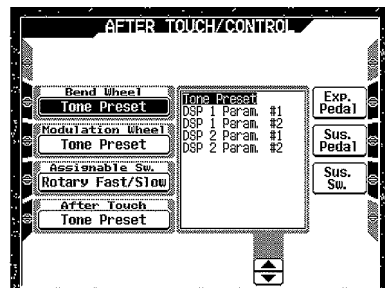 AFTER TOUCH/CONTROL
Bend Wheel
Tone Preset
Modulation Wheel
Tone Preset
Assignable Sw.
Rotary Fast/Slow
After Touch
Tone Preset
Tone Preset
DSP 1 Param. #1
DSP 1 Param. #2
DSP 2 Param. #1
DSP 2 Param. #2
Exp.
Pedal
Sus.
Pedal
Sus.
Sw.